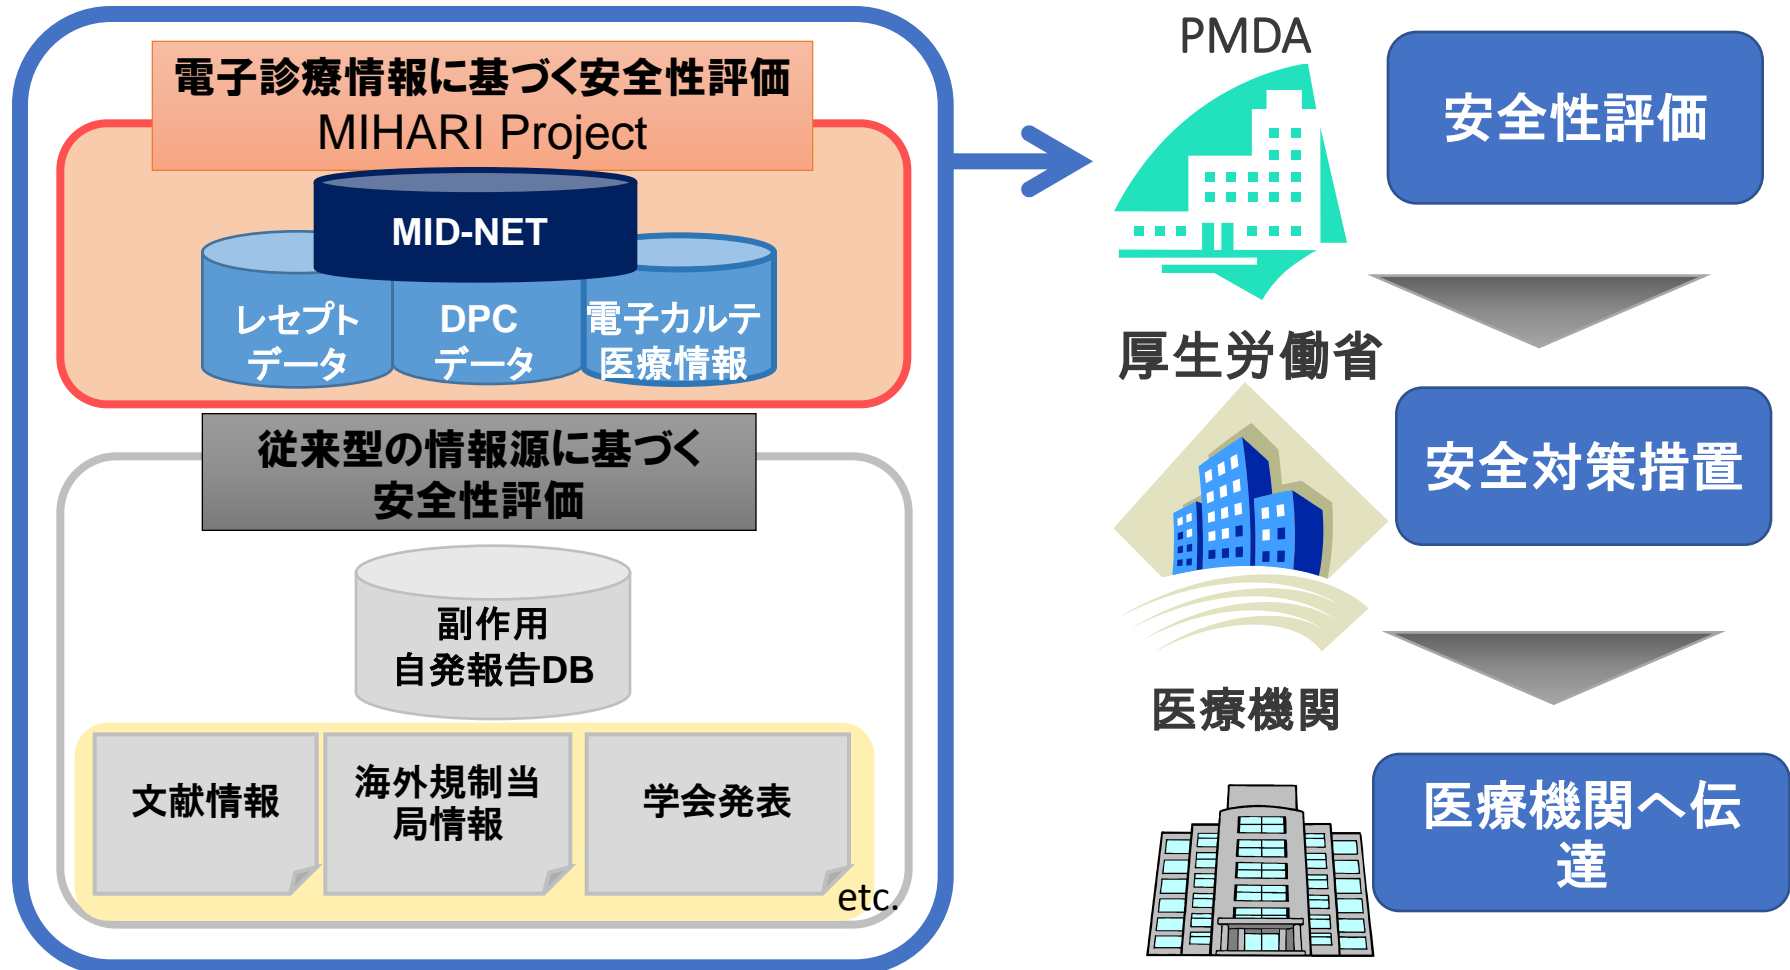 電子診療情報に基づく安全性評価
MIHARI Project
MID-NET
レセプト
データ
DPC
データ
電子カルテ
医療情報
従来型の情報源に基づく
安全性評価
副作用
自発報告DB
文献情報
海外規制当
局情報
学会発表
etc.
PMDA
安全性評価
厚生労働省
安全対策措置
医療機関
医療機関へ伝
達